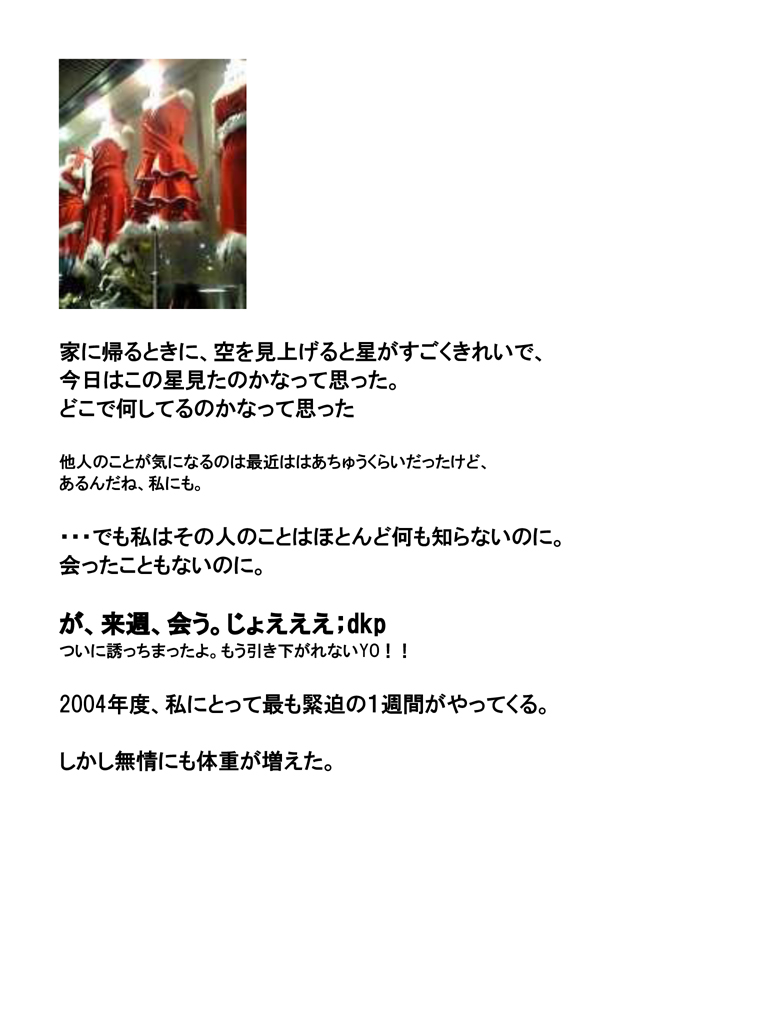 家に帰るときに、空を見上げると星がすごくきれいで、
今日はこの星見たのかなって思った。
どこで何してるのかなって思った
他人のことが気になるのは最近ははあちゅうくらいだったけど、
あるんだね、私にも。
・・・でも私はその人のことはほとんど何も知らないのに。
会ったこともないのに。
が、来週、会う。じょえええ;dkp
ついに誘っちまったよ。もう引き下がれないYO！！
2004年度、私にとって最も緊迫の１週間がやってくる。
しかし無情にも体重が増えた。